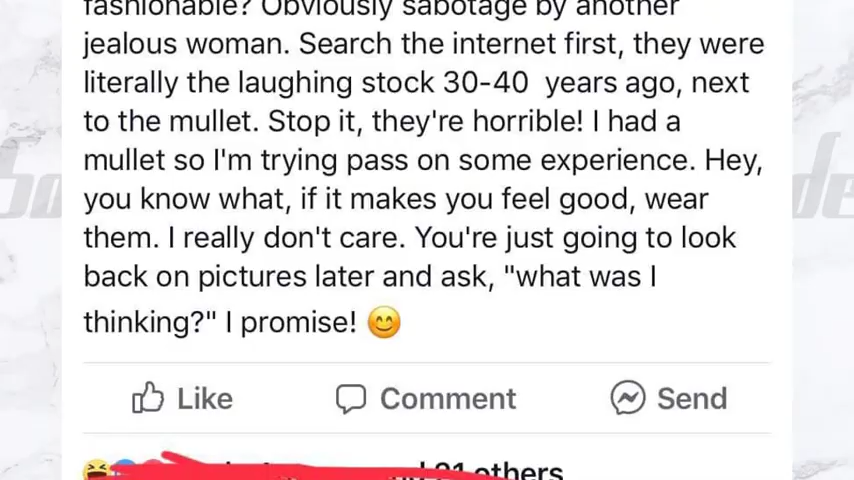 fashionable? Obviously sabotage by another
jealous woman. Search the internet first, they were
literally the laughing stock 30-40 years ago, next
to the mullet. Stop it, they're horrible! I had a
mullet so I'm trying pass on some experience. Hey,
you know what, if it makes you feel good, wear
them. I really don't care. You're just going to look
back on pictures later and ask, "what was I
thinking?" I promise! 😊
Like Comment Send
21 others